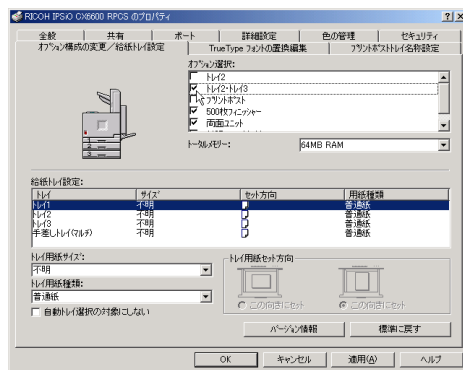 RICOH IPSiO CX6600 RPCS のプロパティ
全般 共有 ポート 詳細設定 色の管理 セキュリティ
オプション構成の変更/給紙トレイ設定 TrueType フォントの置換編集 プリントポストトレイ名称設定
オプション選択:
トレイ2
トレイ2・トレイ3
プリントポスト
500枚フィニッシャー
両面ユニット
トータルメモリー: 64MB RAM
給紙トレイ設定:
トレイ サイズ セット方向 用紙種類
トレイ1 不明 普通紙
トレイ2 不明 普通紙
トレイ3 不明 普通紙
手差しトレイ(マルチ) 不明 普通紙
トレイ用紙サイズ: トレイ用紙セット方向
不明
トレイ用紙種類:
普通紙
この向きにセット この向きにセット
自動トレイ選択の対象にしない
バージョン情報 標準に戻す
OK キャンセル 適用(A) ヘルプ